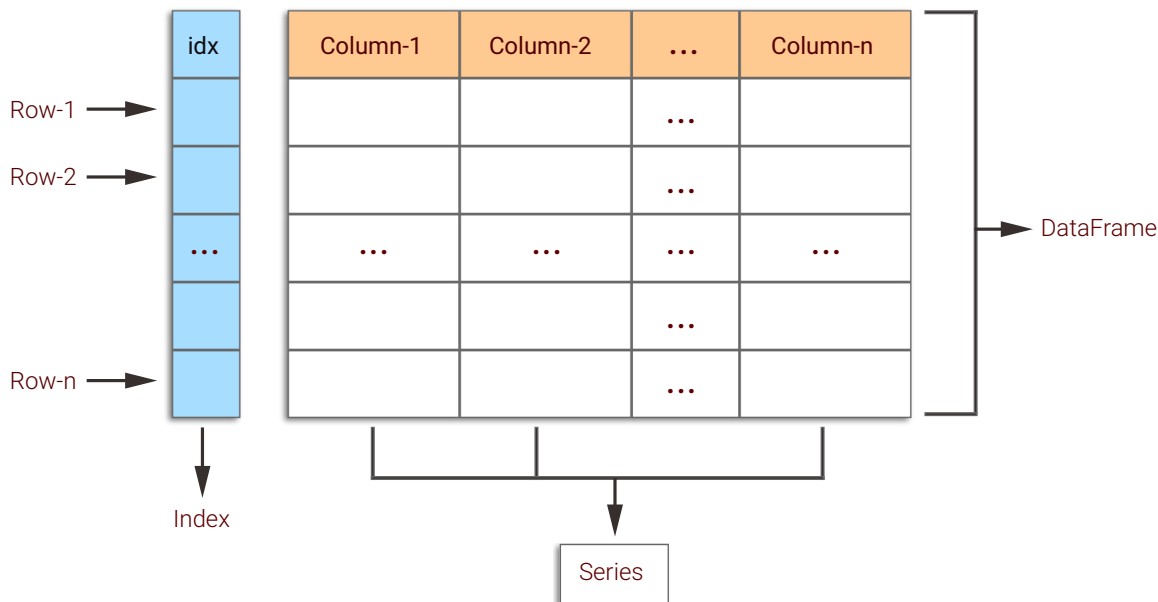 idx Column-1 Column-2 ... Column-n
Row-1 ...
Row-2 ...
... ... ... ... ...
DataFrame
...
Row-n ...
Index
Series